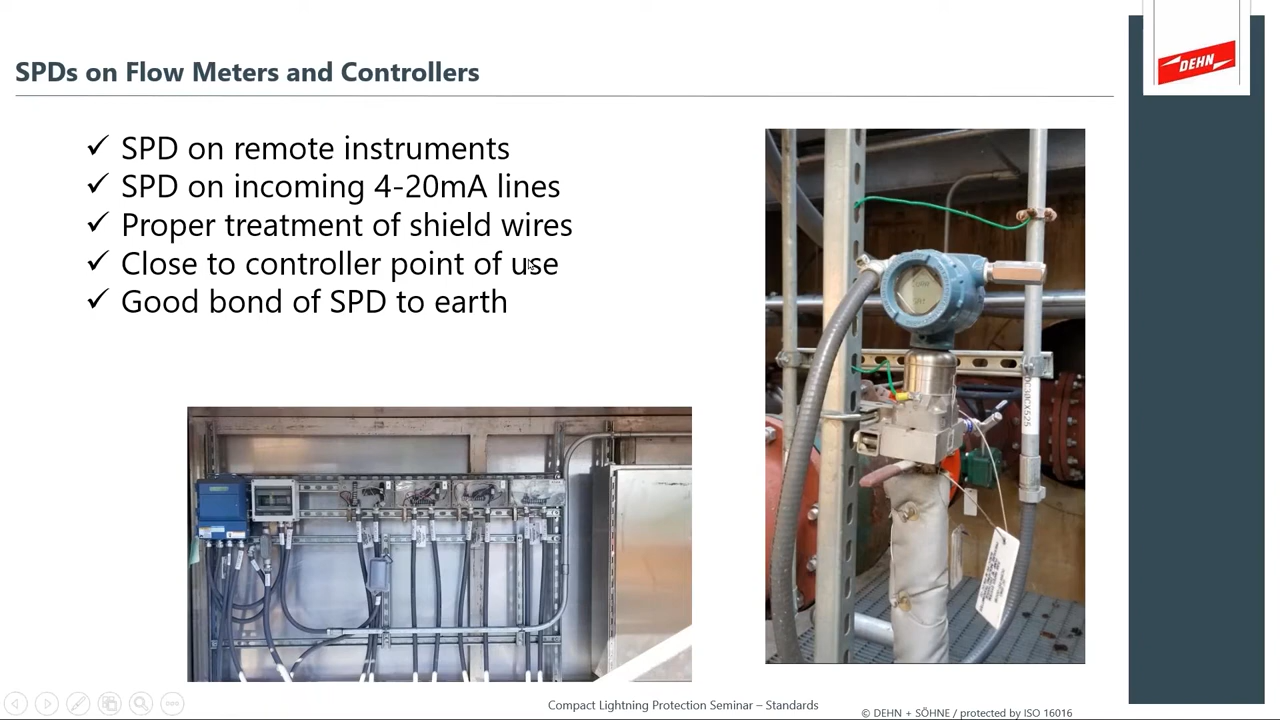 SPDs on Flow Meters and Controllers
DEHN
✓ SPD on remote instruments
✓ SPD on incoming 4-20mA lines
✓ Proper treatment of shield wires
✓ Close to controller point of use
✓ Good bond of SPD to earth
Compact Lightning Protection Seminar – Standards
© DEHN + SÖHNE / protected by ISO 16016